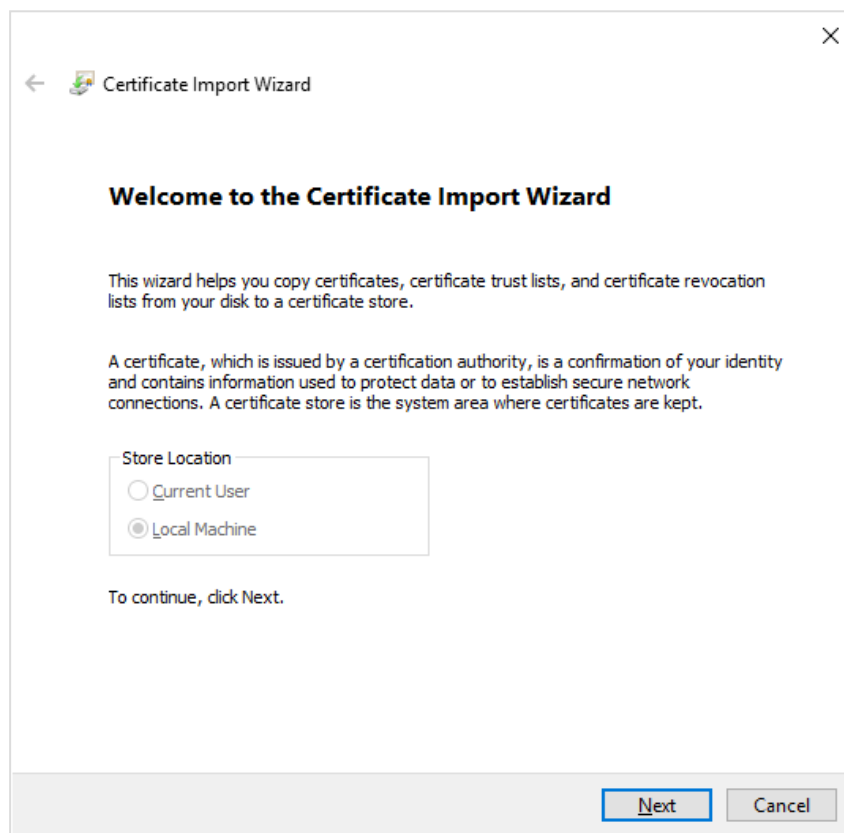 Certificate Import Wizard
Welcome to the Certificate Import Wizard
This wizard helps you copy certificates, certificate trust lists, and certificate revocation
lists from your disk to a certificate store.
A certificate, which is issued by a certification authority, is a confirmation of your identity
and contains information used to protect data or to establish secure network
connections. A certificate store is the system area where certificates are kept.
Store Location
Current User
Local Machine
To continue, click Next.
Next Cancel